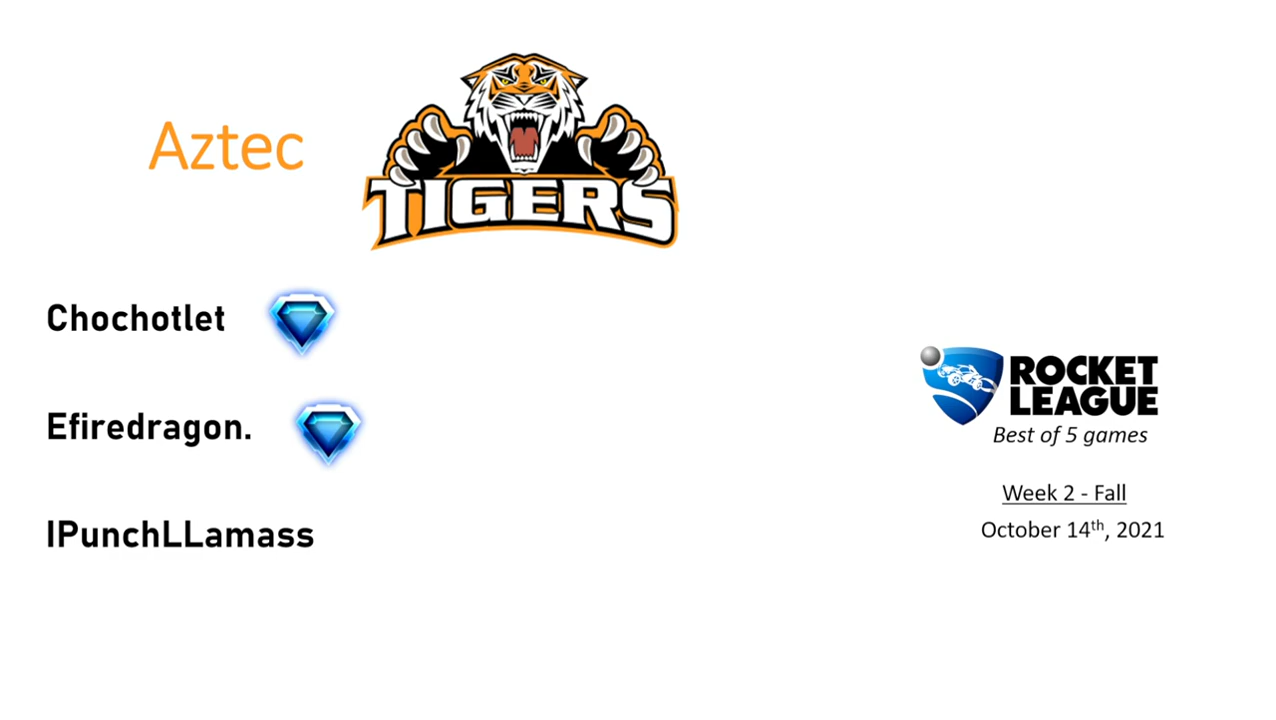 Aztec
TIGERS
Chochotlet
Efiredragon.
IPunchLLamass
ROCKET
LEAGUE
Best of 5 games
Week 2 - Fall
October 14th, 2021